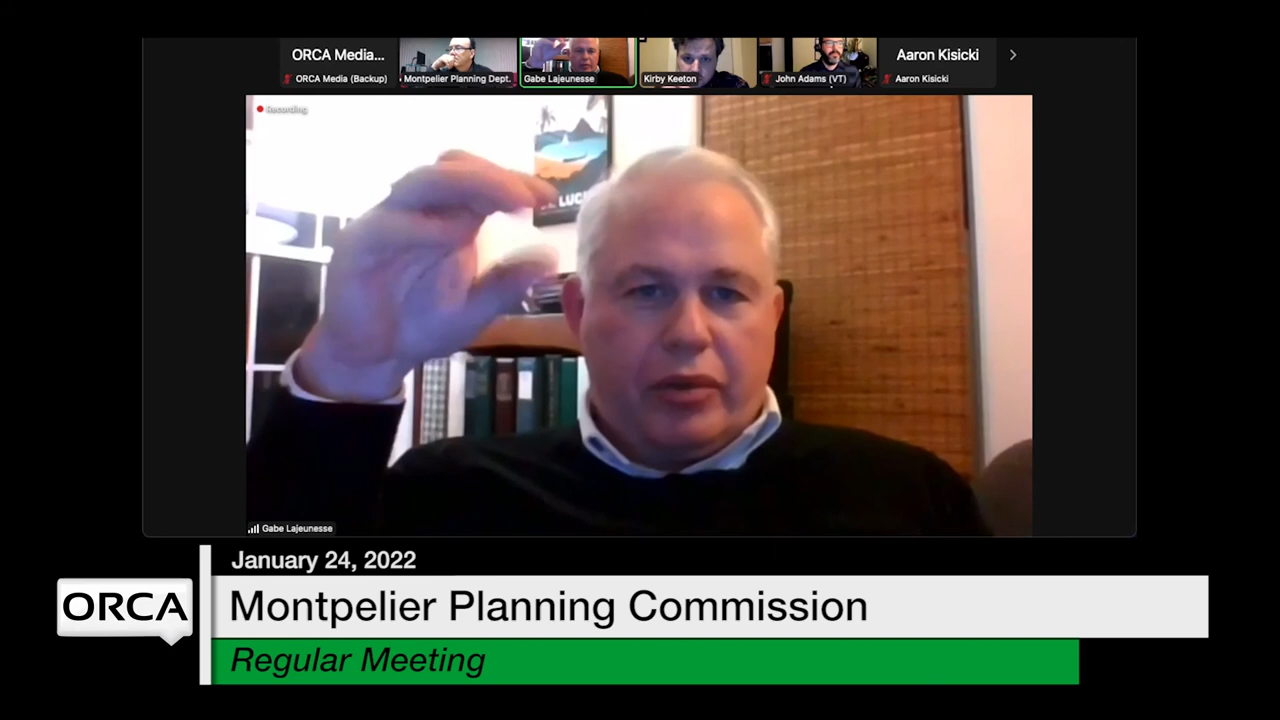 ORCA Media...
Aaron Kisicki
ORCA Media (Backup)
Montpelier Planning Dept.
Gabe Lajeunesse
Kirby Keeton
John Adams (VT)
Aaron Kisicki
Recording
LUC
Gabe Lajeunesse
January 24, 2022
ORCA
Montpelier Planning Commission
Regular Meeting